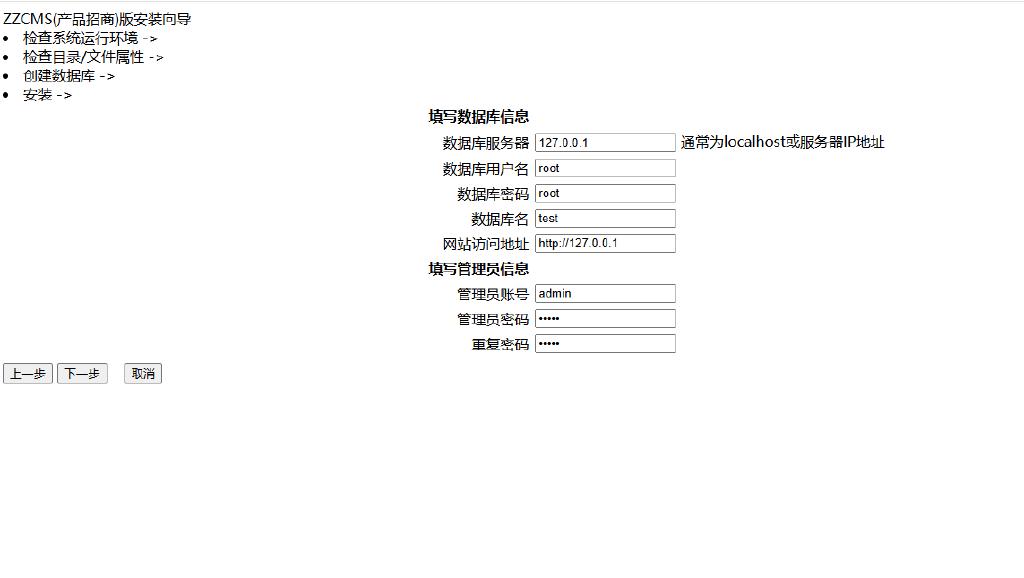 ZZCMS(产品招商)版安装向导
• 检查系统运行环境 ->
• 检查目录/文件属性 ->
• 创建数据库 ->
• 安装 ->
填写数据库信息
数据库服务器 127.0.0.1 通常为localhost或服务器IP地址
数据库用户名 root
数据库密码 root
数据库名 test
网站访问地址 http://127.0.0.1
填写管理员信息
管理员账号 admin
管理员密码 •••••
重复密码 •••••
上一步 下一步 取消